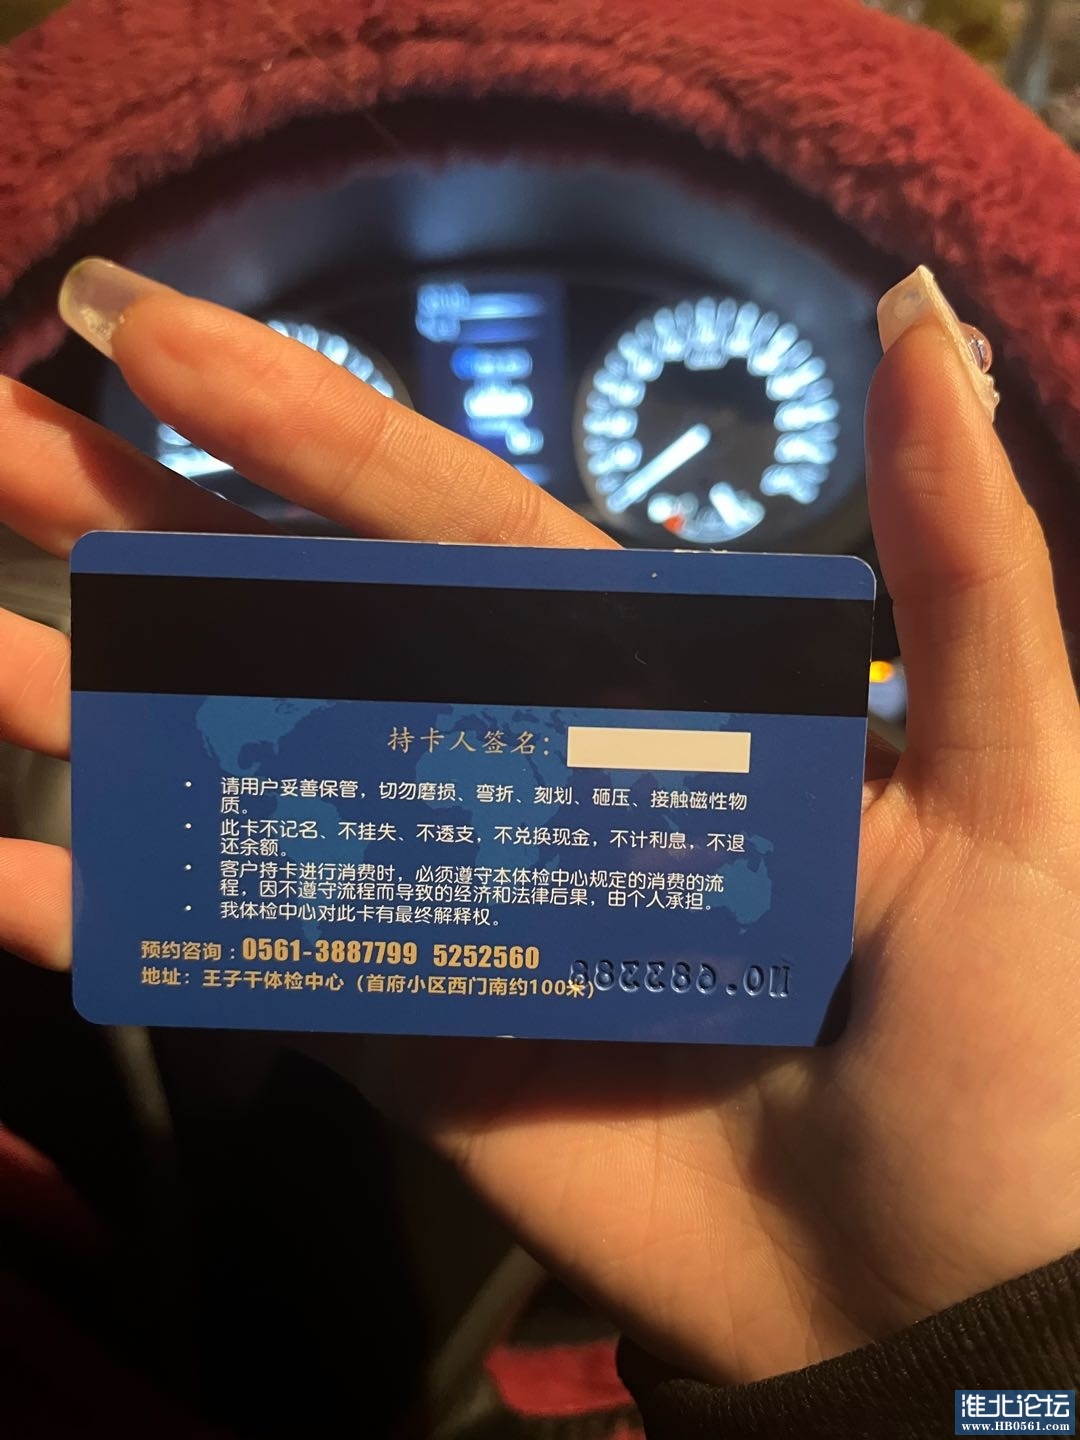 持卡人签名：
• 请用户妥善保管，切勿磨损、弯折、刻划、砸压、接触磁性物
质。
• 此卡不记名、不挂失、不透支，不兑换现金，不计利息，不退
还余额。
• 客户持卡进行消费时，必须遵守本体检中心规定的消费的流
程，因不遵守流程而导致的经济和法律后果，由个人承担。
• 我体检中心对此卡有最终解释权。
预约咨询：0561-3887799 5252560
地址：王子干体检中心（首府小区西门南约100米）
淮北论坛
www.HB0561.com